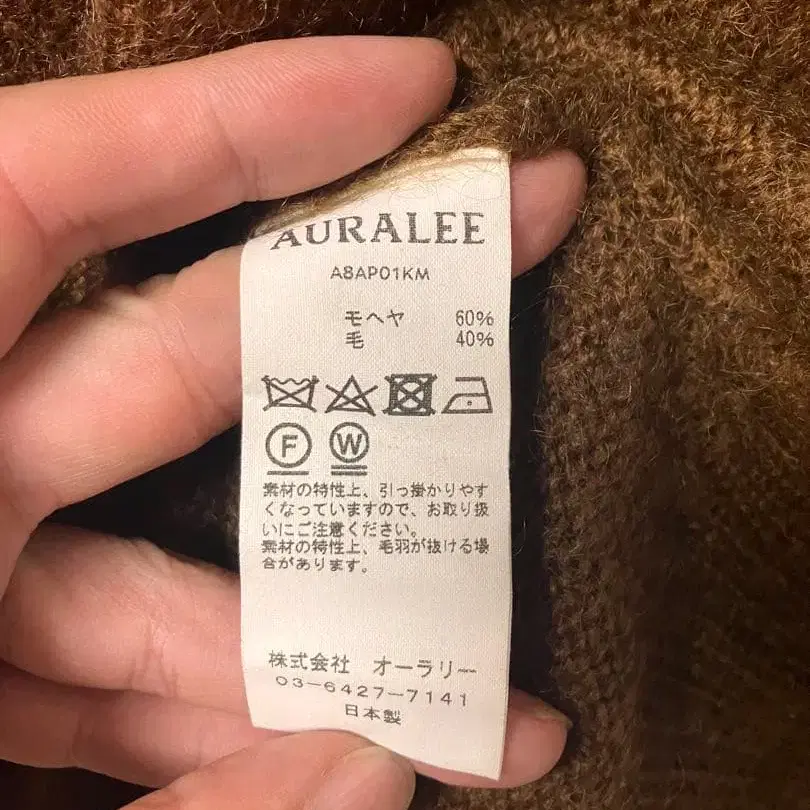 AURALEE
A8AP01KM
モヘヤ 60%
毛 40%
F W
素材の特性上、引っ掛かりやす
くなっていますので、お取り扱
いにご注意ください。
素材の特性上、毛羽が抜ける場
合があります。
株式会社 オーラリー
03-6427-7141
日本製